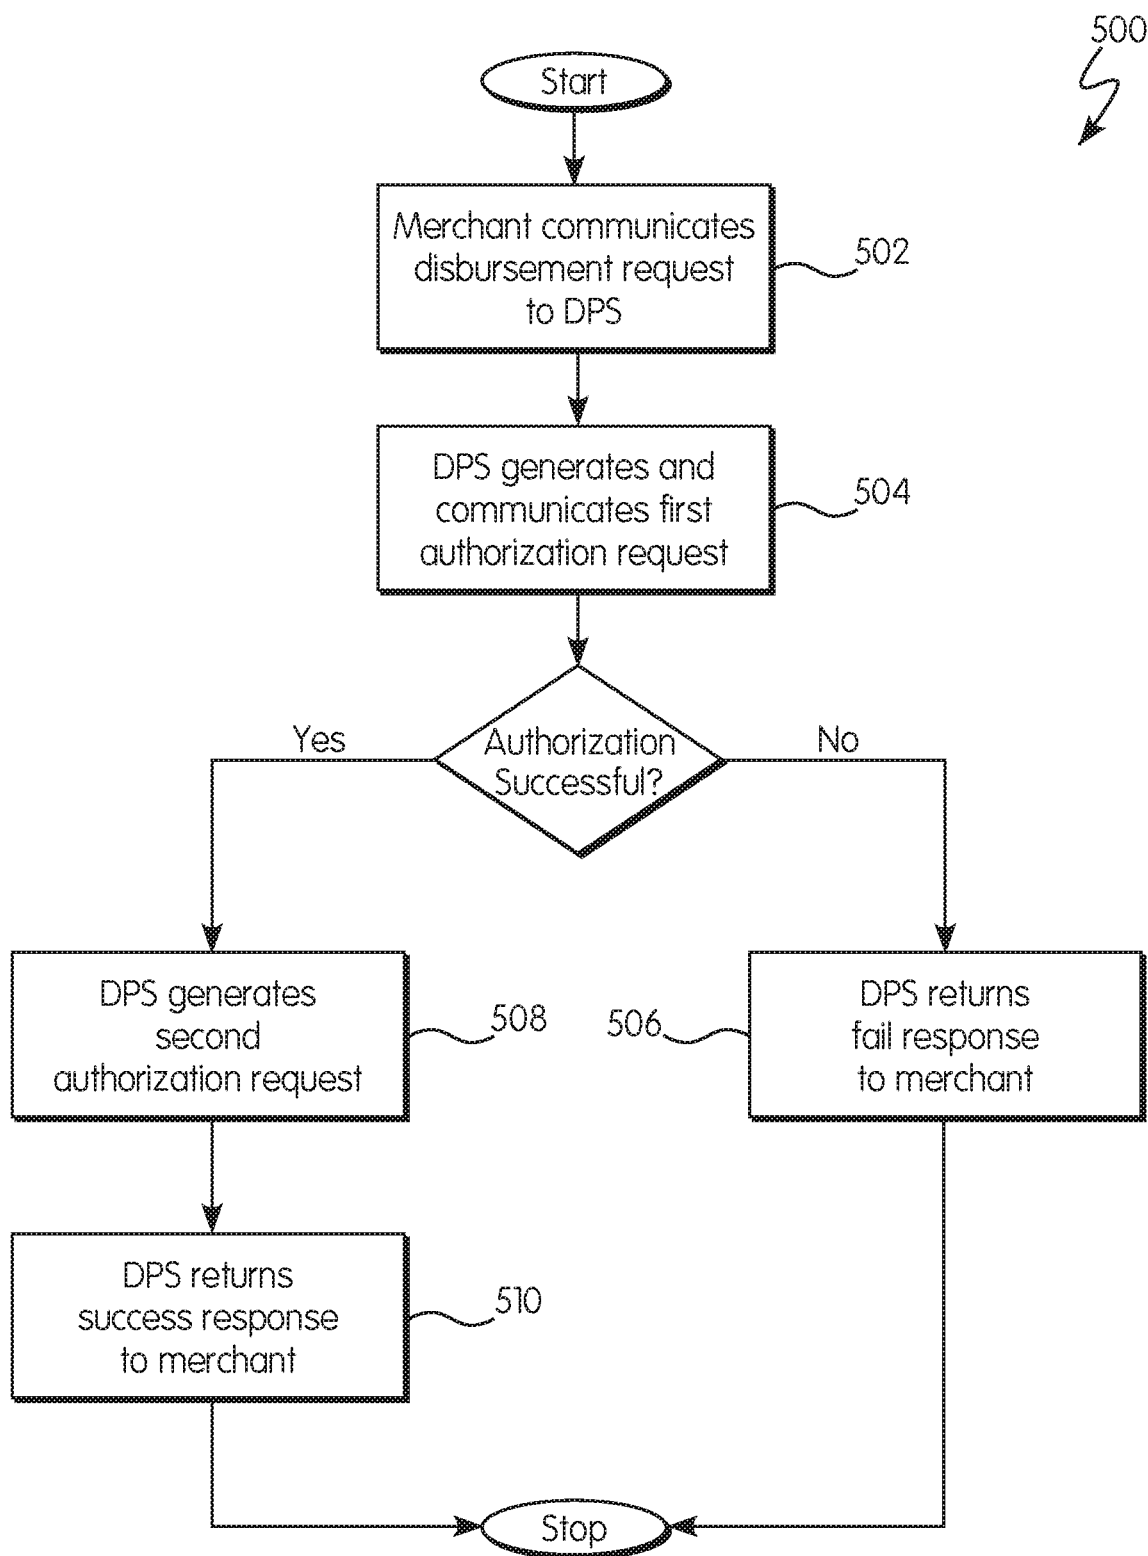 500
Start
Merchant communicates
disbursement request
to DPS
502
DPS generates and
communicates first
authorization request
504
Authorization
Successful?
Yes
No
DPS generates
second
authorization request
508
506
DPS returns
fail response
to merchant
DPS returns
success response
to merchant
510
Stop